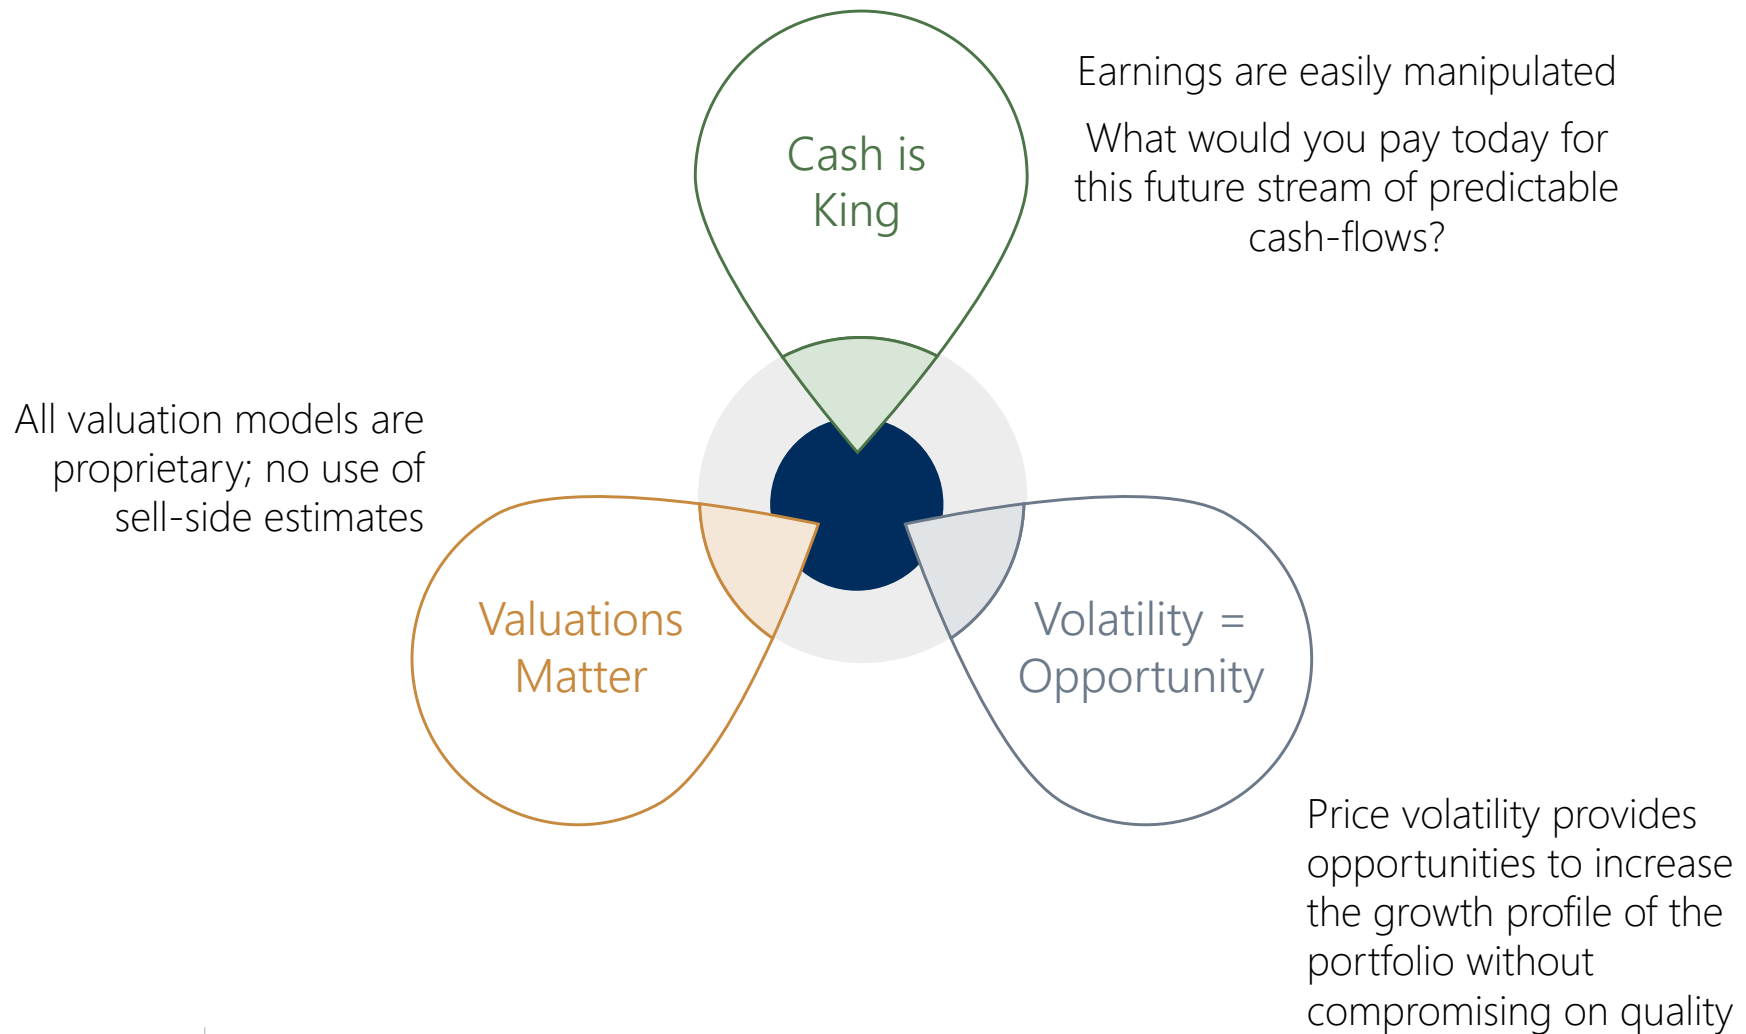 Cash is
King
Earnings are easily manipulated
What would you pay today for
this future stream of predictable
cash-flows?
All valuation models are
proprietary; no use of
sell-side estimates
Valuations
Matter
Volatility =
Opportunity
Price volatility provides
opportunities to increase
the growth profile of the
portfolio without
compromising on quality